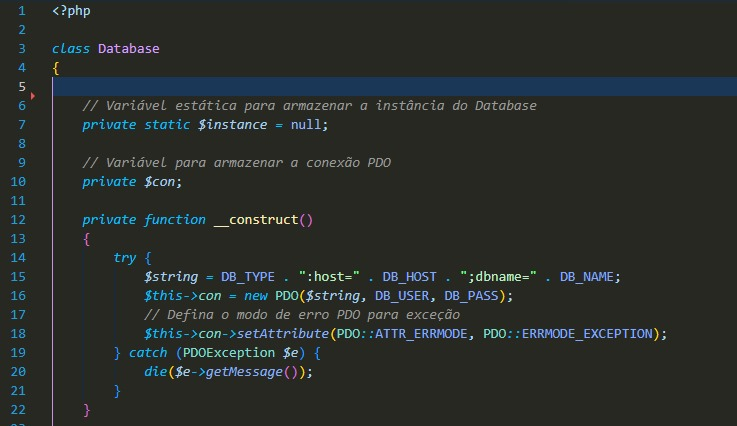 1 <?php
2
3 class Database
4 {
5
6 // Variável estática para armazenar a instância do Database
7 private static $instance = null;
8
9 // Variável para armazenar a conexão PDO
10 private $con;
11
12 private function __construct()
13 {
14 try {
15 $string = DB_TYPE . ":host=" . DB_HOST . ";dbname=" . DB_NAME;
16 $this->con = new PDO($string, DB_USER, DB_PASS);
17 // Defina o modo de erro PDO para exceção
18 $this->con->setAttribute(PDO::ATTR_ERRMODE, PDO::ERRMODE_EXCEPTION);
19 } catch (PDOException $e) {
20 die($e->getMessage());
21 }
22 }